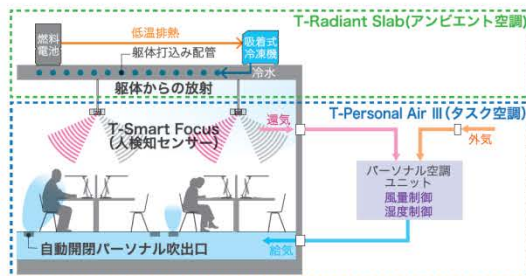 T-Radiant Slab(アンビエント空調)
燃料
電池
低温排熱
吸着式
冷凍機
躯体打込み配管
冷水
躯体からの放射
T-Personal Air III(タスク空調)
T-Smart Focus
(人検知センサー)
還気
外気
パーソナル空調
ユニット
風量制御
湿度制御
自動開閉パーソナル吹出口
給気